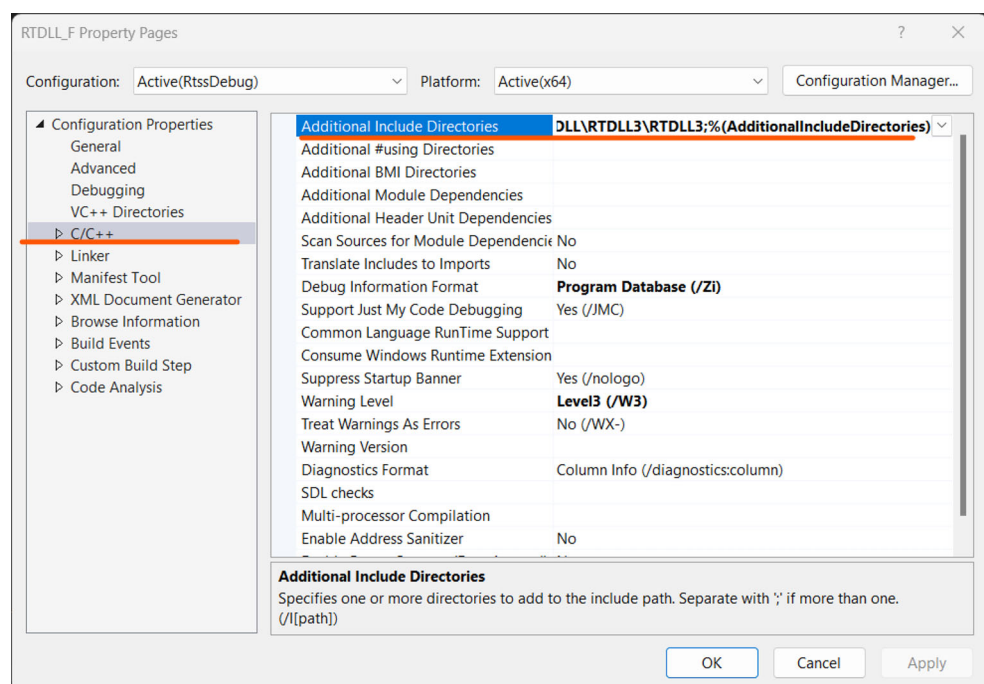 RTDLL_F Property Pages
Configuration: Active(RtssDebug) Platform: Active(x64) Configuration Manager...
Configuration Properties
General
Advanced
Debugging
VC++ Directories
C/C++
Linker
Manifest Tool
XML Document Generator
Browse Information
Build Events
Custom Build Step
Code Analysis
Additional Include Directories DLL\RTDLL3\RTDLL3;%(AdditionalIncludeDirectories)
Additional #using Directories
Additional BMI Directories
Additional Module Dependencies
Additional Header Unit Dependencies
Scan Sources for Module Dependencie No
Translate Includes to Imports No
Debug Information Format Program Database (/Zi)
Support Just My Code Debugging Yes (/JMC)
Common Language RunTime Support
Consume Windows Runtime Extension
Suppress Startup Banner Yes (/nologo)
Warning Level Level3 (/W3)
Treat Warnings As Errors No (/WX-)
Warning Version
Diagnostics Format Column Info (/diagnostics:column)
SDL checks
Multi-processor Compilation
Enable Address Sanitizer No
Additional Include Directories
Specifies one or more directories to add to the include path. Separate with ';' if more than one.
(/I[path])
OK Cancel Apply